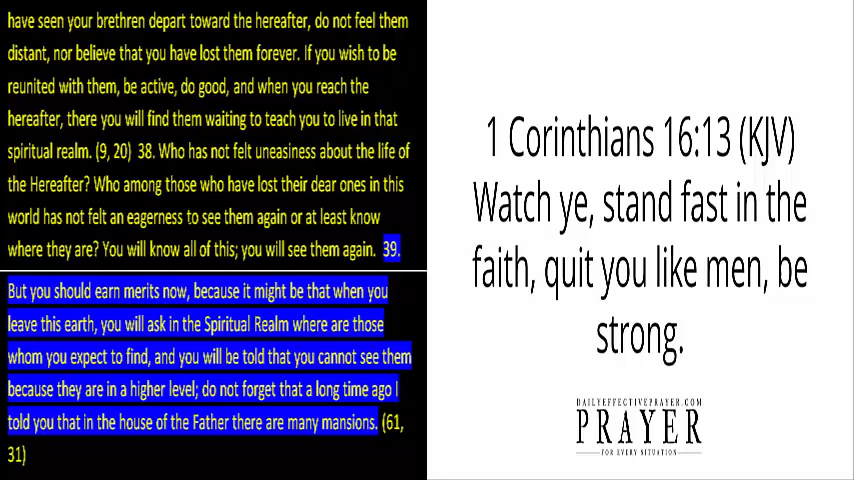 have seen your brethren depart toward the hereafter, do not feel them
distant, nor believe that you have lost them forever. If you wish to be
reunited with them, be active, do good, and when you reach the
hereafter, there you will find them waiting to teach you to live in that
spiritual realm. (9, 20)  38. Who has not felt uneasiness about the life of
the Hereafter? Who among those who have lost their dear ones in this
world has not felt an eagerness to see them again or at least know
where they are? You will know all of this; you will see them again.  39.
But you should earn merits now, because it might be that when you
leave this earth, you will ask in the Spiritual Realm where are those
whom you expect to find, and you will be told that you cannot see them
because they are in a higher level; do not forget that a long time ago I
told you that in the house of the Father there are many mansions. (61,
31)
1 Corinthians 16:13 (KJV)
Watch ye, stand fast in the
faith, quit you like men, be
strong.
DAILYEFFECTIVEPRAYER.COM
PRAYER
FOR EVERY SITUATION